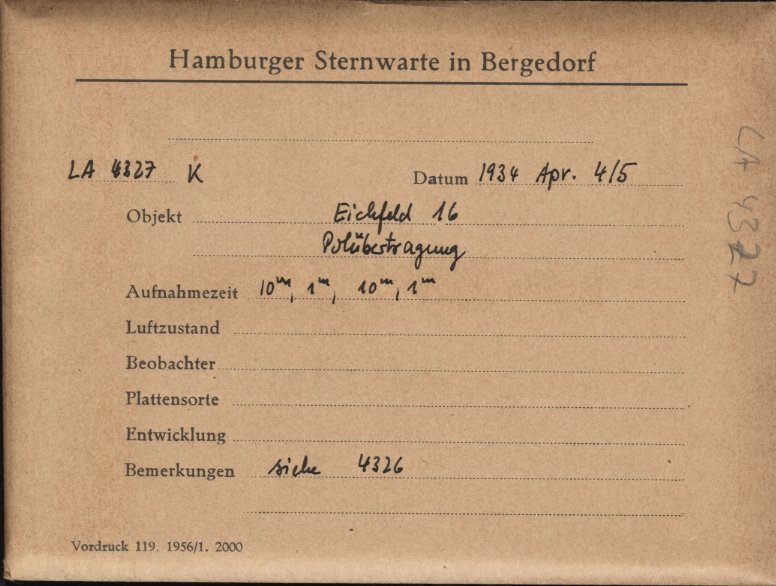 Hamburger Sternwarte in Bergedorf
LA 4327 K Datum 1934 Apr. 4/5
Objekt Eichfeld 16
Polübertragung
Aufnahmezeit 10ᵐ, 1ᵐ, 10ᵐ, 1ᵐ
Luftzustand
Beobachter
Plattensorte
Entwicklung
Bemerkungen siehe 4326
Vordruck 119. 1956/1. 2000
LA 4327